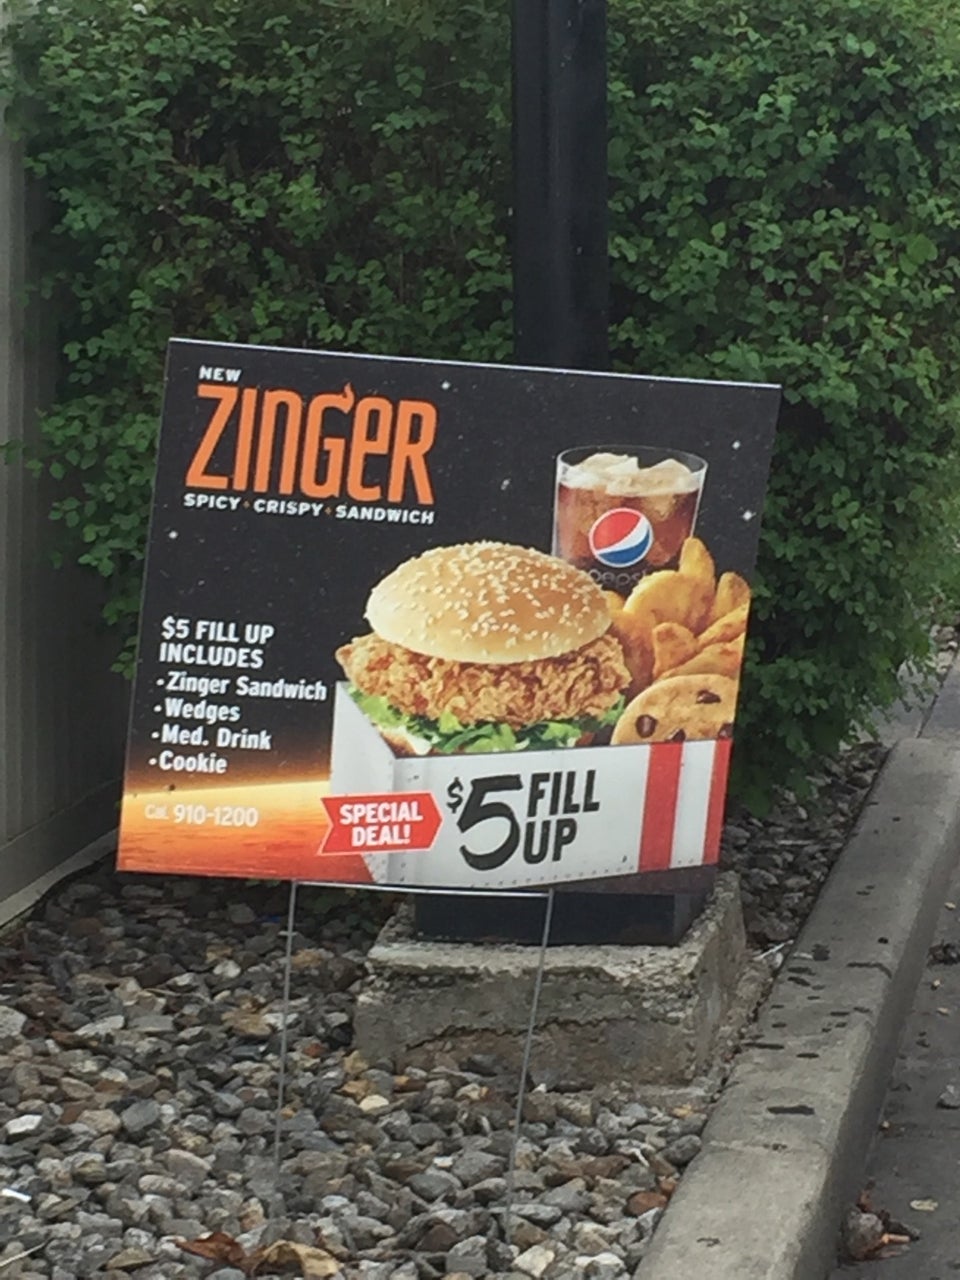 NEW
ZINGER
SPICY • CRISPY • SANDWICH
$5 FILL UP
INCLUDES
• Zinger Sandwich
• Wedges
• Med. Drink
• Cookie
Cal. 910-1200
SPECIAL
DEAL!
$5 FILL
UP
pepsi